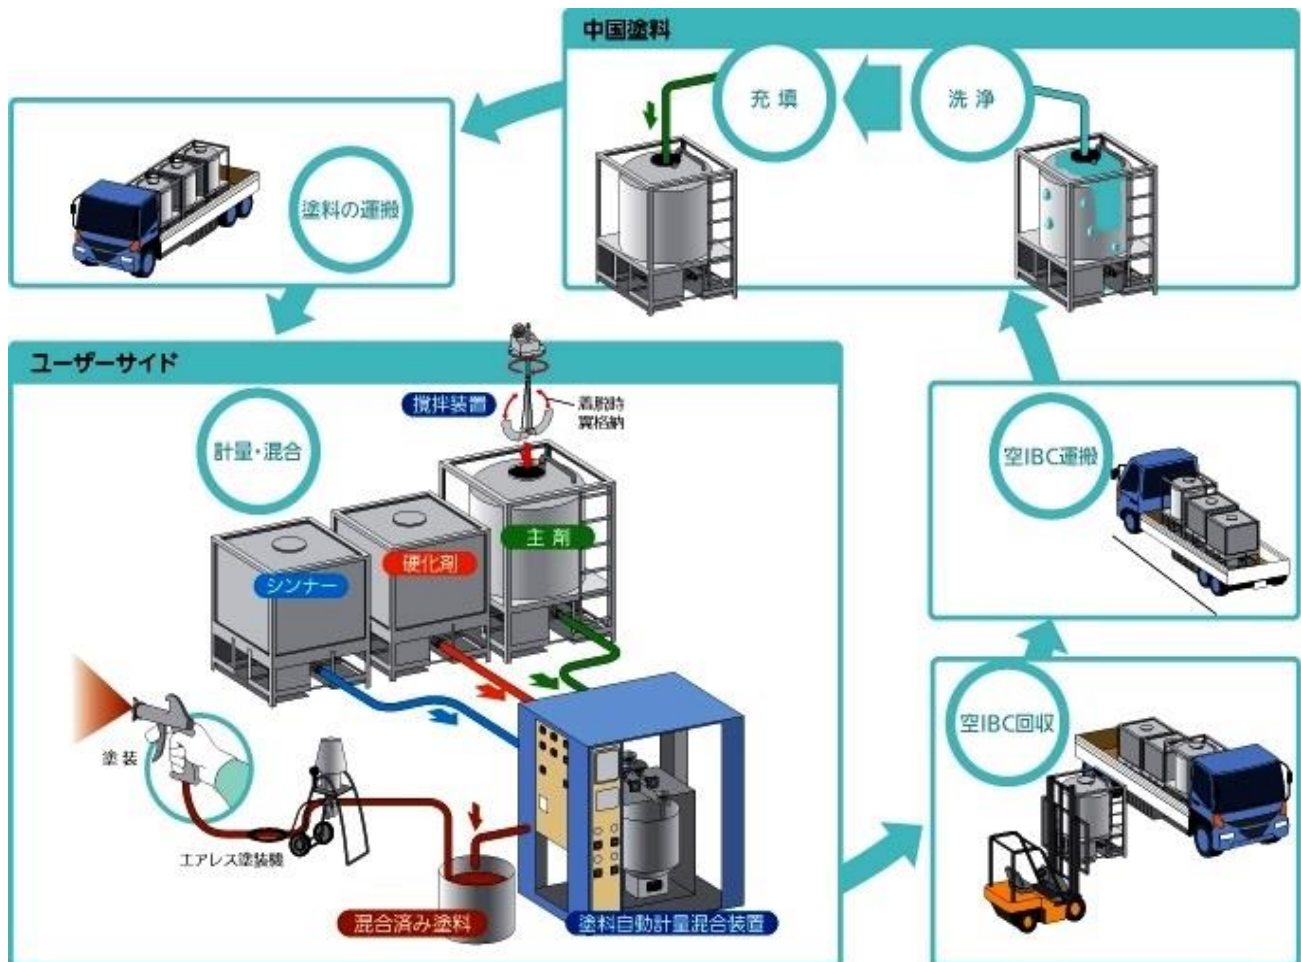 中国塗料
充填
洗浄
塗料の運搬
ユーザーサイド
計量・混合
撹拌装置
着脱時
翼格納
主剤
硬化剤
シンナー
塗装
エアレス塗装機
混合済み塗料
塗料自動計量混合装置
空IBC運搬
空IBC回収